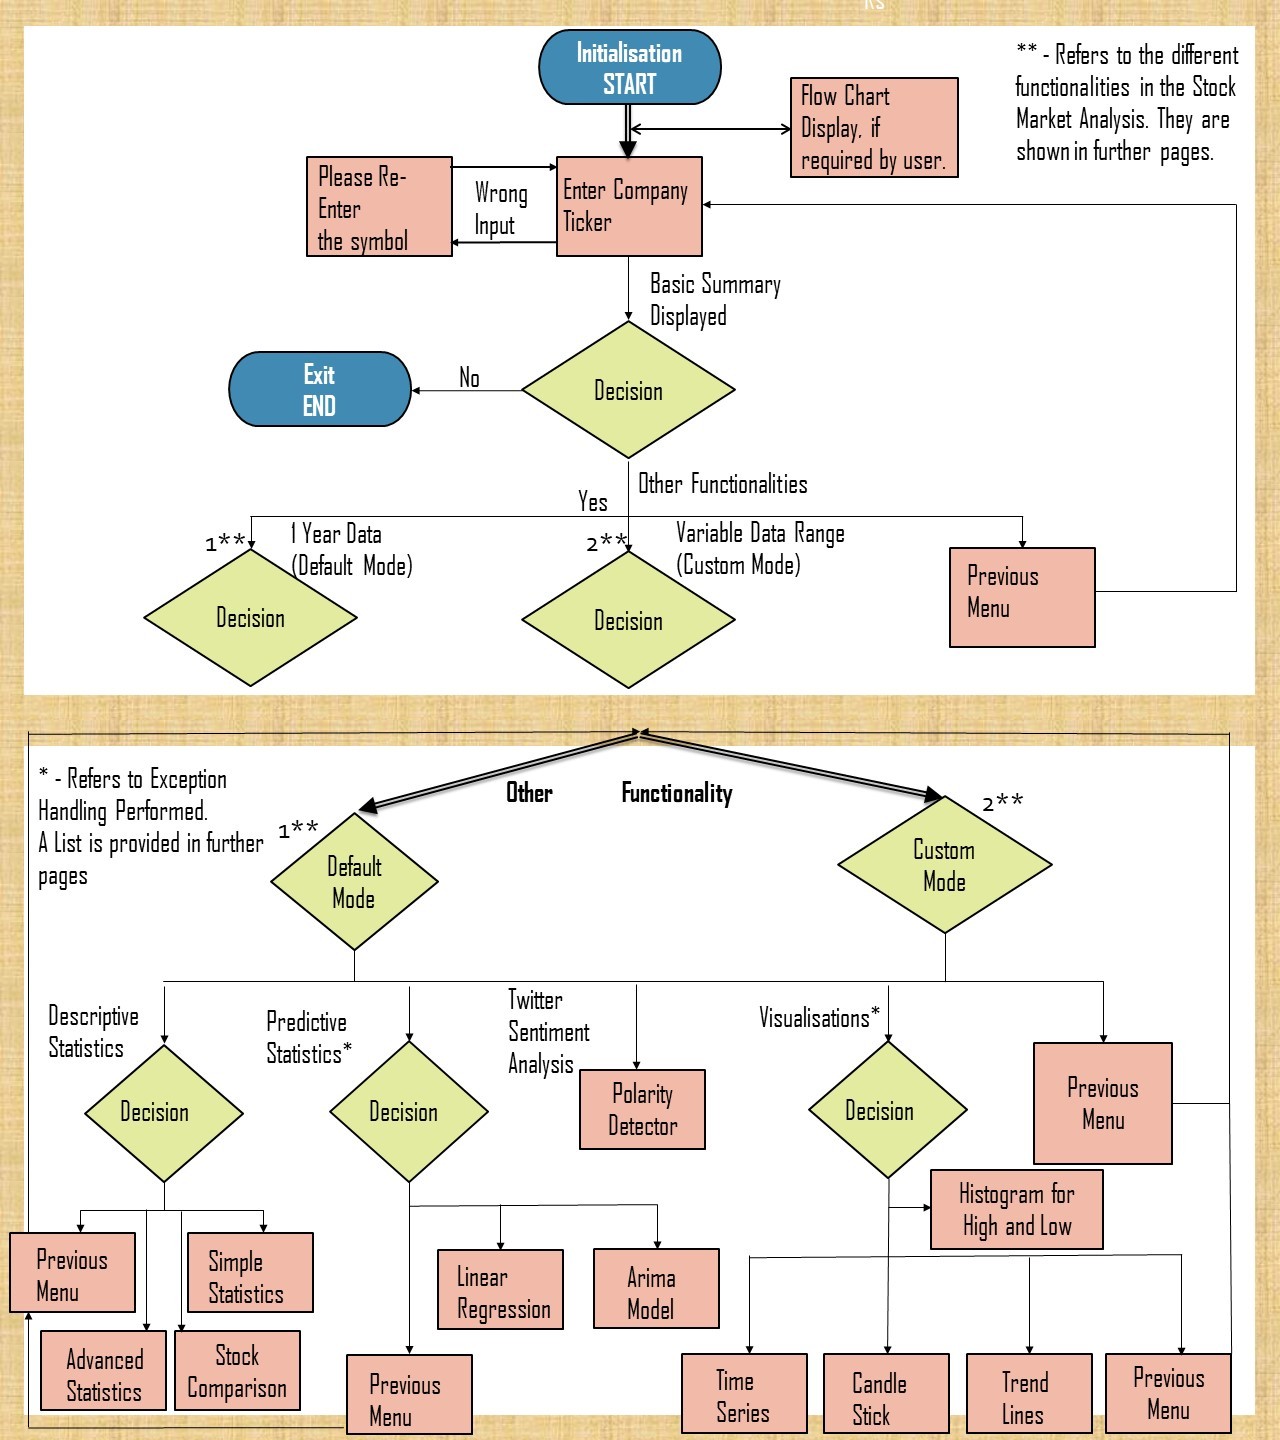 Initialisation
START
** - Refers to the different
functionalities in the Stock
Market Analysis. They are
shown in further pages.
Flow Chart
Display, if
required by user.
Please Re-
Enter
the symbol
Wrong
Input
Enter Company
Ticker
Basic Summary
Displayed
Exit
END
No
Decision
Other Functionalities
Yes
1**
1 Year Data
(Default Mode)
2**
Variable Data Range
(Custom Mode)
Decision
Decision
Previous
Menu
* - Refers to Exception
Handling Performed.
A List is provided in further
pages
Other Functionality
1**
2**
Default
Mode
Custom
Mode
Descriptive
Statistics
Predictive
Statistics*
Twitter
Sentiment
Analysis
Visualisations*
Decision
Decision
Polarity
Detector
Decision
Previous
Menu
Histogram for
High and Low
Previous
Menu
Simple
Statistics
Linear
Regression
Arima
Model
Advanced
Statistics
Stock
Comparison
Previous
Menu
Time
Series
Candle
Stick
Trend
Lines
Previous
Menu